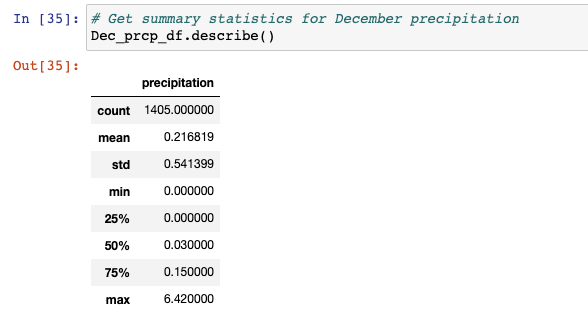 In [35]: # Get summary statistics for December precipitation
Dec_prcp_df.describe()
Out[35]:
precipitation
count 1405.000000
mean 0.216819
std 0.541399
min 0.000000
25% 0.000000
50% 0.030000
75% 0.150000
max 6.420000